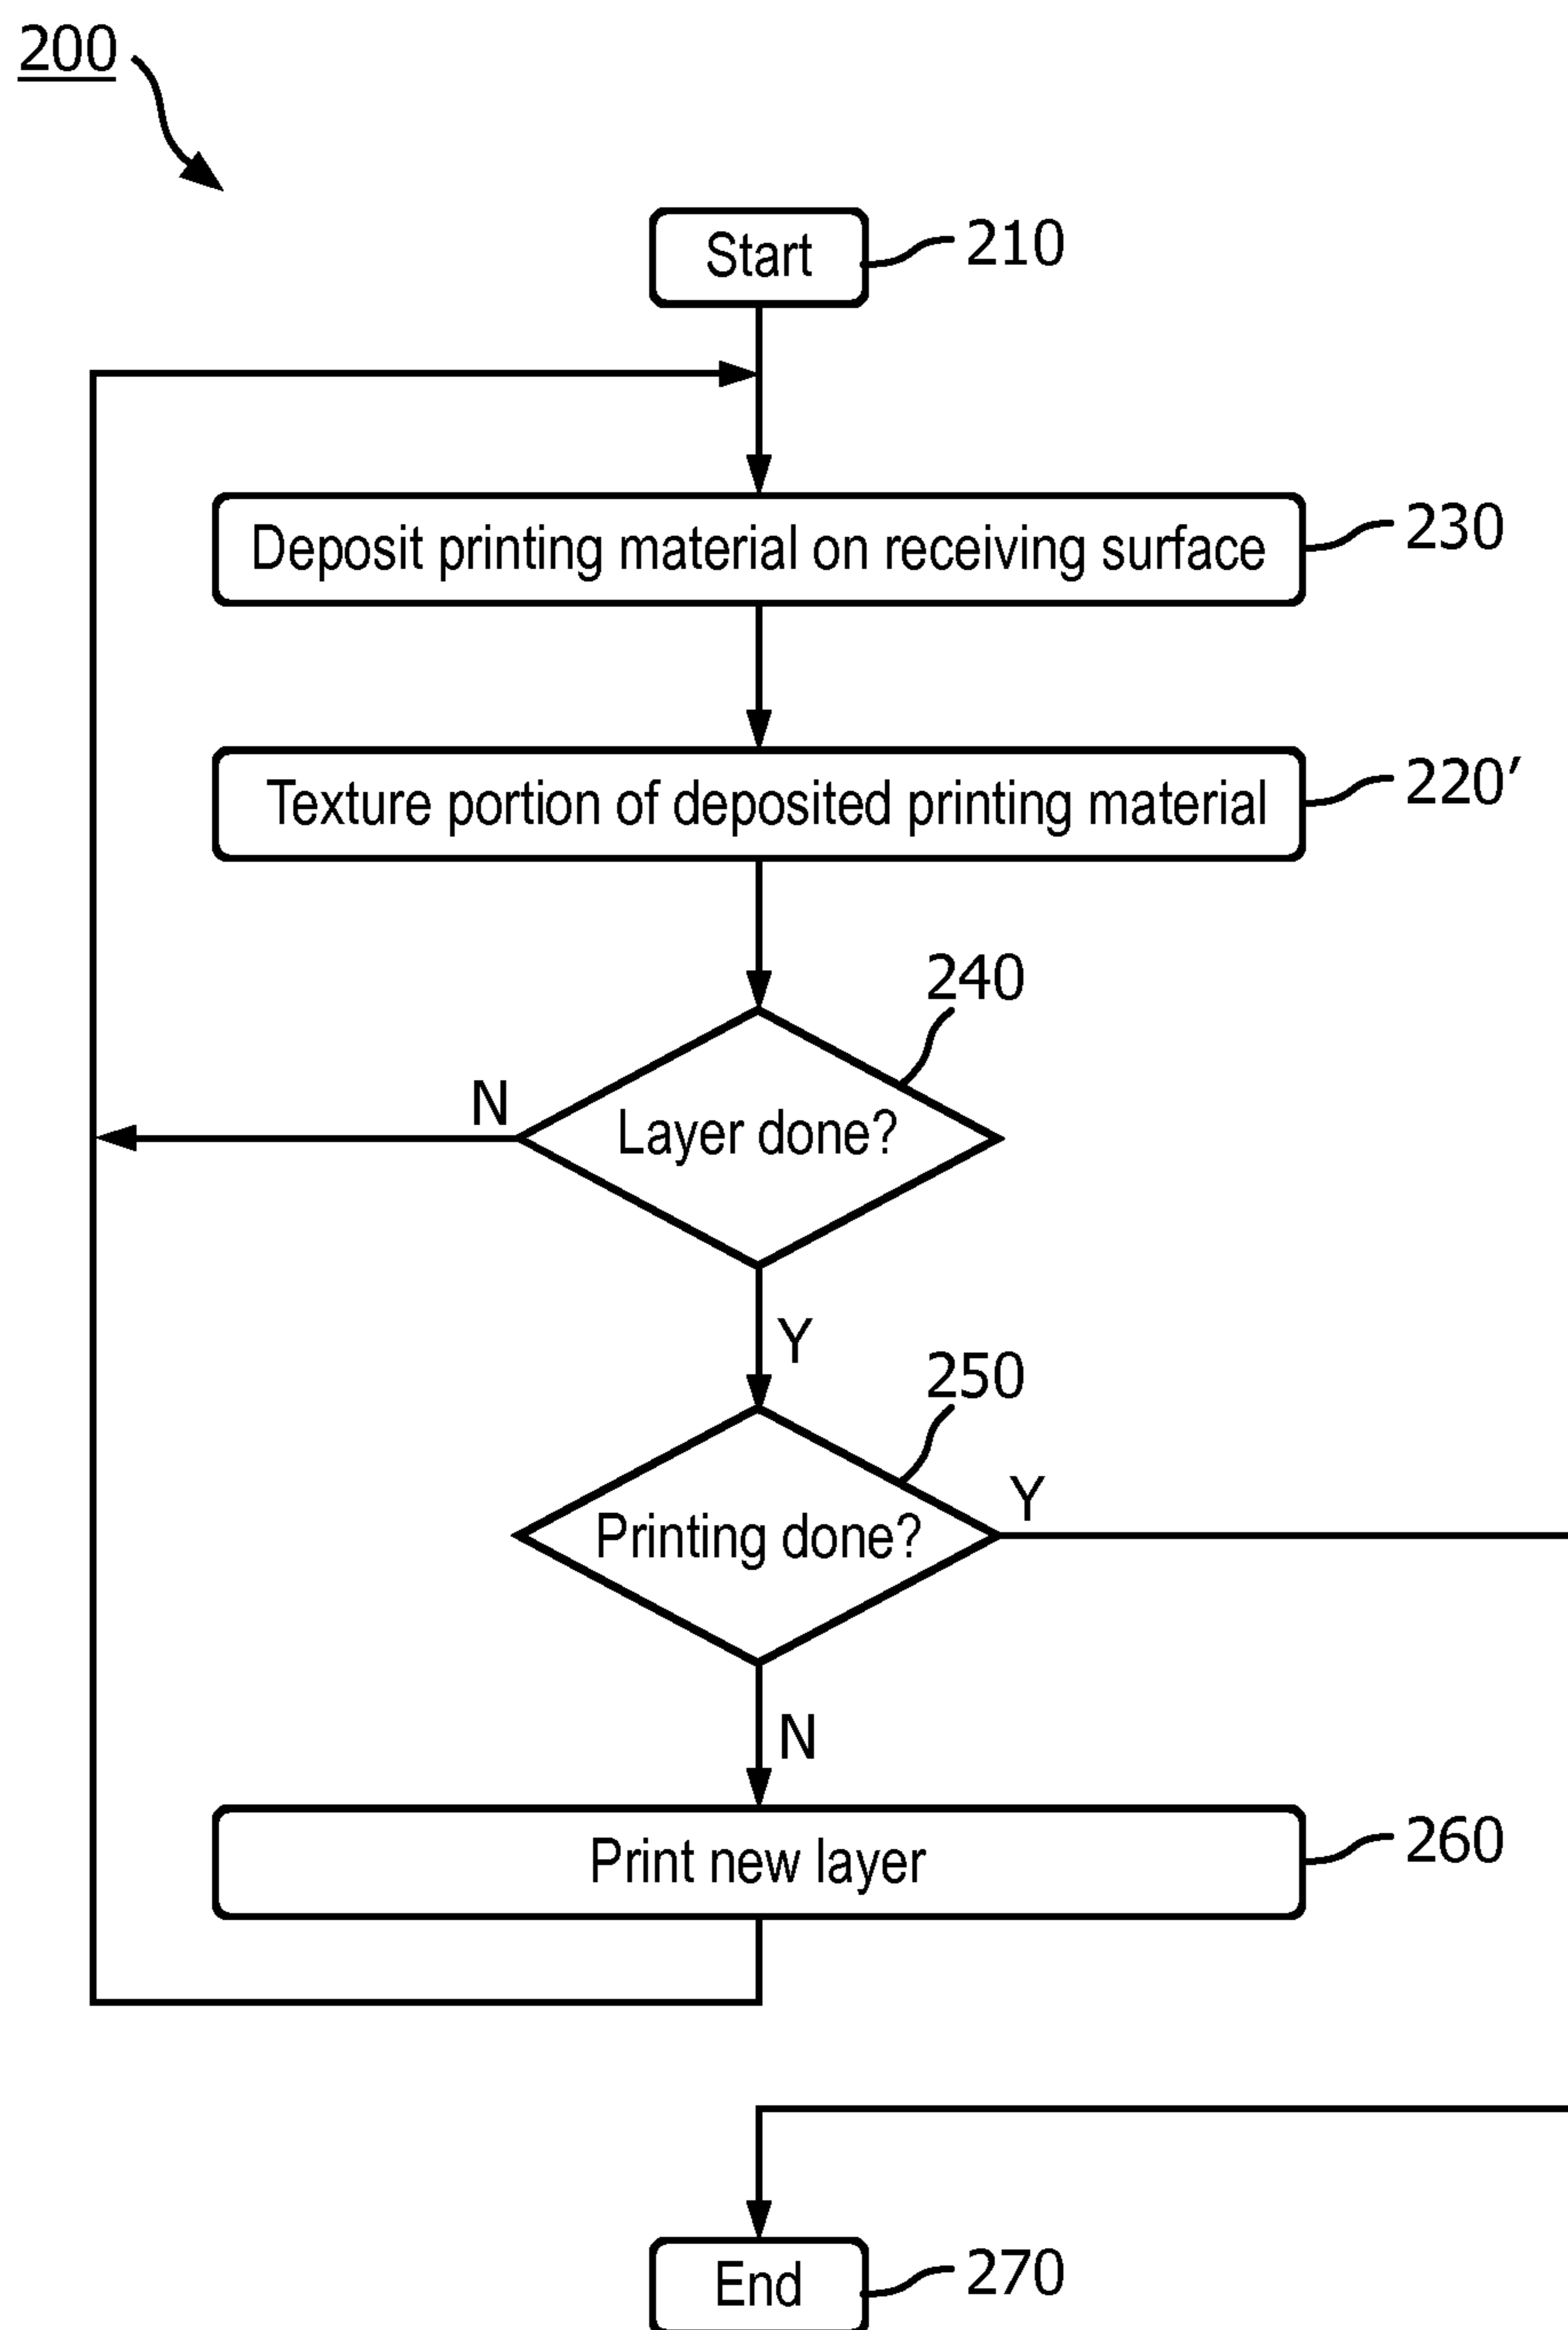 200
Start
210
Deposit printing material on receiving surface
230
Texture portion of deposited printing material
220′
240
N
Layer done?
Y
250
Y
Printing done?
N
Print new layer
260
End
270